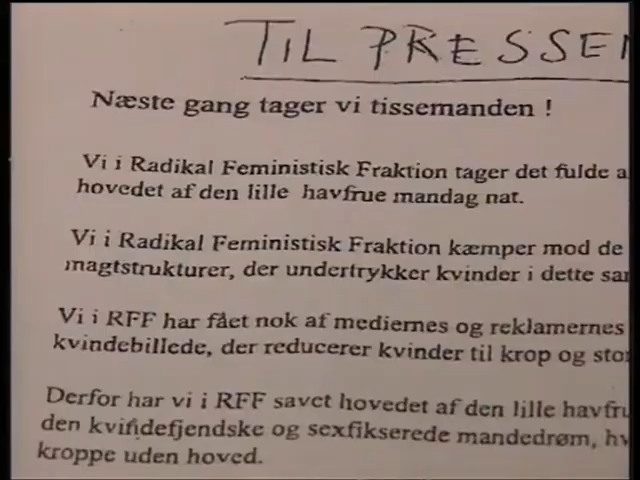 TIL PRESSEN
Næste gang tager vi tissemanden !
Vi i Radikal Feministisk Fraktion tager det fulde
hovedet af den lille havfrue mandag nat.
Vi i Radikal Feministisk Fraktion kæmper mod de
magtstrukturer, der undertrykker kvinder i dette
Vi i RFF har fået nok af mediernes og reklamernes
kvindebillede, der reducerer kvinder til krop og
Derfor har vi i RFF savet hovedet af den lille
den kvindefjendske og sexfikserede mandedrøm,
kroppe uden hoved.